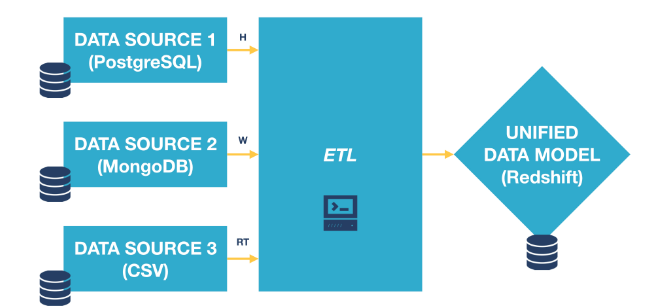 DATA SOURCE 1
(PostgreSQL)
H
DATA SOURCE 2
(MongoDB)
W
DATA SOURCE 3
(CSV)
RT
ETL
>_
UNIFIED
DATA MODEL
(Redshift)